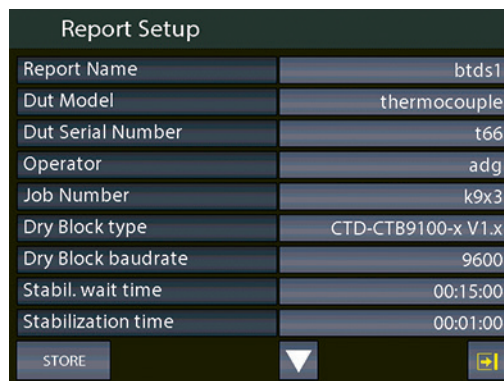 Report Setup
Report Name btds1
Dut Model thermocouple
Dut Serial Number t66
Operator adg
Job Number k9x3
Dry Block type CTD-CTB9100-x V1.x
Dry Block baudrate 9600
Stabil. wait time 00:15:00
Stabilization time 00:01:00
STORE